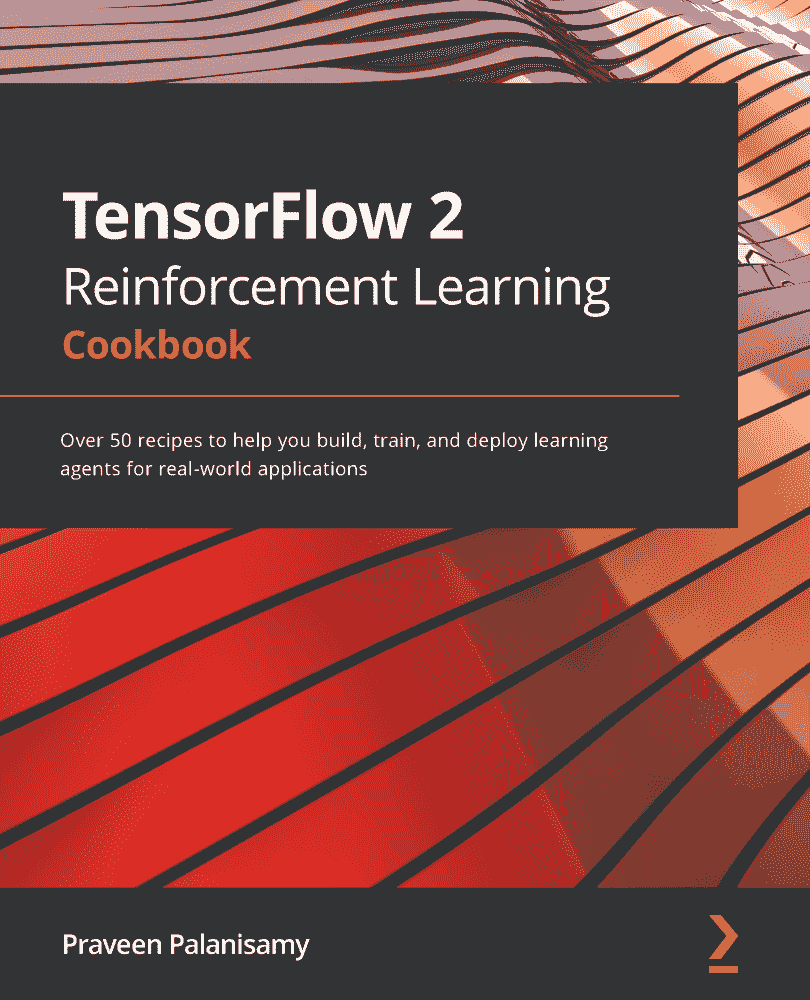 TensorFlow 2
Reinforcement Learning
Cookbook
Over 50 recipes to help you build, train, and deploy learning
agents for real-world applications
Praveen Palanisamy